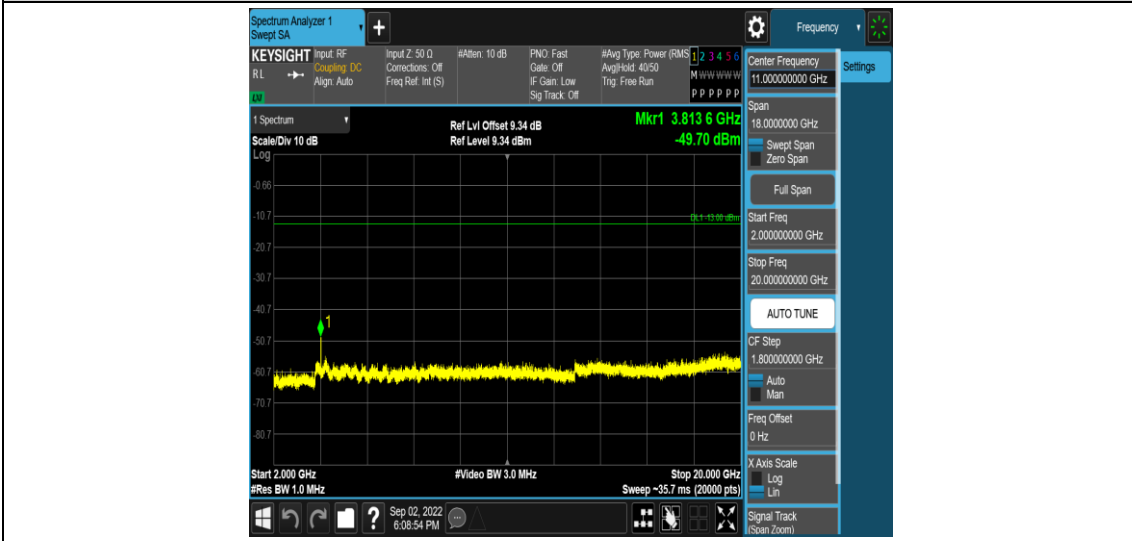 Spectrum Analyzer 1
Swept SA
+
Frequency
KEYSIGHT
RL
Input: RF
Coupling: DC
Align: Auto
Input Z: 50 Ω
Corrections: Off
Freq Ref: Int (S)
#Atten: 10 dB
PNO: Fast
Gate: Off
IF Gain: Low
Sig Track: Off
#Avg Type: Power (RMS
Avg|Hold: 40/50
Trig: Free Run
1 2 3 4 5 6
M W W W W W
P P P P P P
1 Spectrum
Scale/Div 10 dB
Log
Ref Lvl Offset 9.34 dB
Ref Level 9.34 dBm
Mkr1 3.813 6 GHz
-49.70 dBm
-0.66
-10.7
DL1 -13.00 dBm
-20.7
-30.7
-40.7
1
-50.7
-60.7
-70.7
-80.7
Start 2.000 GHz
#Res BW 1.0 MHz
#Video BW 3.0 MHz
Stop 20.000 GHz
Sweep ~35.7 ms (20000 pts)
Center Frequency
11.000000000 GHz
Settings
Span
18.0000000 GHz
Swept Span
Zero Span
Full Span
Start Freq
2.000000000 GHz
Stop Freq
20.000000000 GHz
AUTO TUNE
CF Step
1.800000000 GHz
Auto
Man
Freq Offset
0 Hz
X Axis Scale
Log
Lin
Signal Track
(Span Zoom)
?
Sep 02, 2022
6:08:54 PM